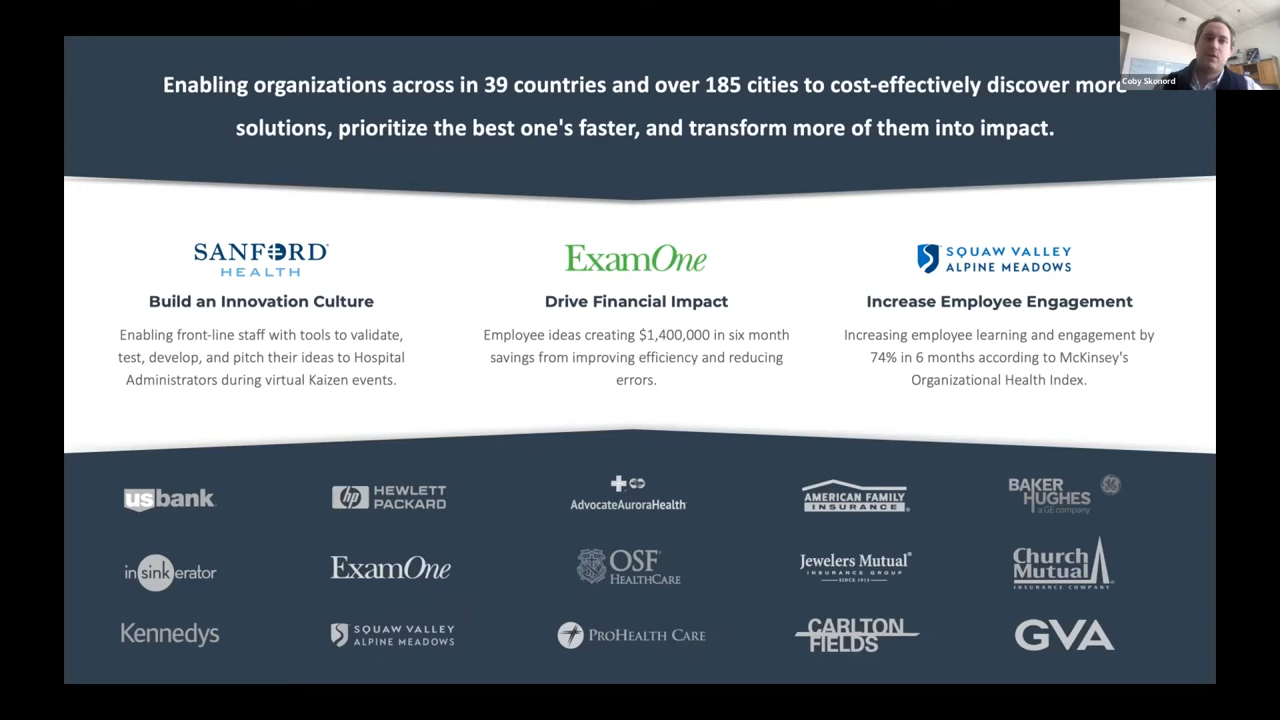 Coby Skonord
Enabling organizations across in 39 countries and over 185 cities to cost-effectively discover more
solutions, prioritize the best one's faster, and transform more of them into impact.
SANFORD
HEALTH
Build an Innovation Culture
Enabling front-line staff with tools to validate,
test, develop, and pitch their ideas to Hospital
Administrators during virtual Kaizen events.
ExamOne
Drive Financial Impact
Employee ideas creating $1,400,000 in six month
savings from improving efficiency and reducing
errors.
SQUAW VALLEY
ALPINE MEADOWS
Increase Employee Engagement
Increasing employee learning and engagement by
74% in 6 months according to McKinsey's
Organizational Health Index.
usbank
hp HEWLETT
PACKARD
AdvocateAuroraHealth
AMERICAN FAMILY
INSURANCE
BAKER
HUGHES
a GE company
GE
insinkerator
ExamOne
OSF
HEALTHCARE
Jewelers Mutual
INSURANCE GROUP
SINCE 1913
Church
Mutual
INSURANCE COMPANY
Kennedys
SQUAW VALLEY
ALPINE MEADOWS
PROHEALTH CARE
CARLTON
FIELDS
GVA